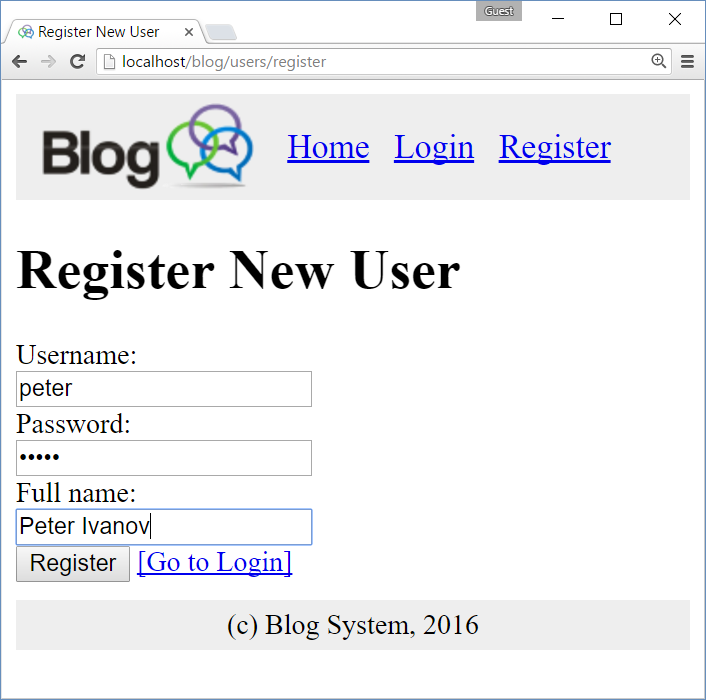 Guest
Register New User
localhost/blog/users/register
Blog Home Login Register
Register New User
Username:
peter
Password:
•••••
Full name:
Peter Ivanov
Register [Go to Login]
(c) Blog System, 2016